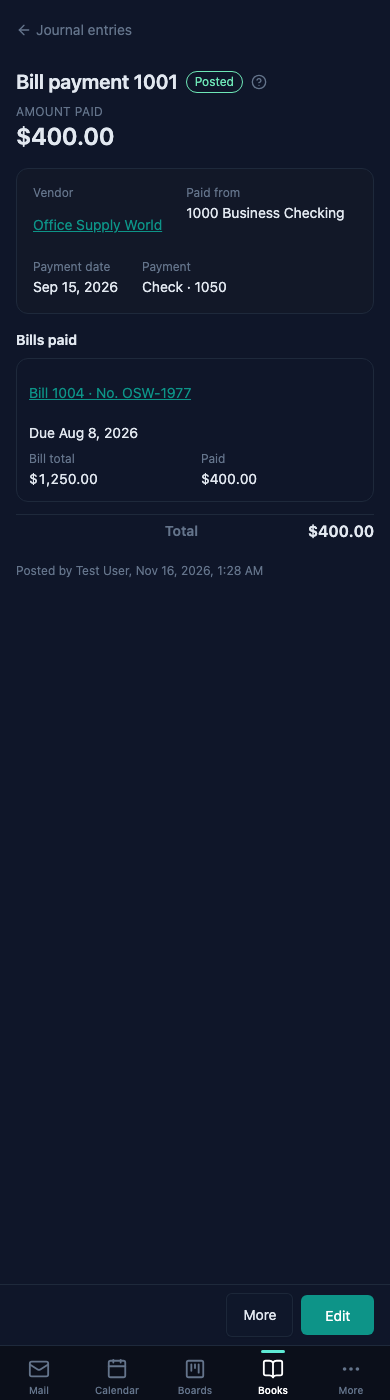 Journal entries
Bill payment 1001 Posted
AMOUNT PAID
$400.00
Vendor
Office Supply World
Paid from
1000 Business Checking
Payment date
Sep 15, 2026
Payment
Check · 1050
Bills paid
Bill 1004 · No. OSW-1977
Due Aug 8, 2026
Bill total
$1,250.00
Paid
$400.00
Total $400.00
Posted by Test User, Nov 16, 2026, 1:28 AM
More Edit
Mail Calendar Boards Books More